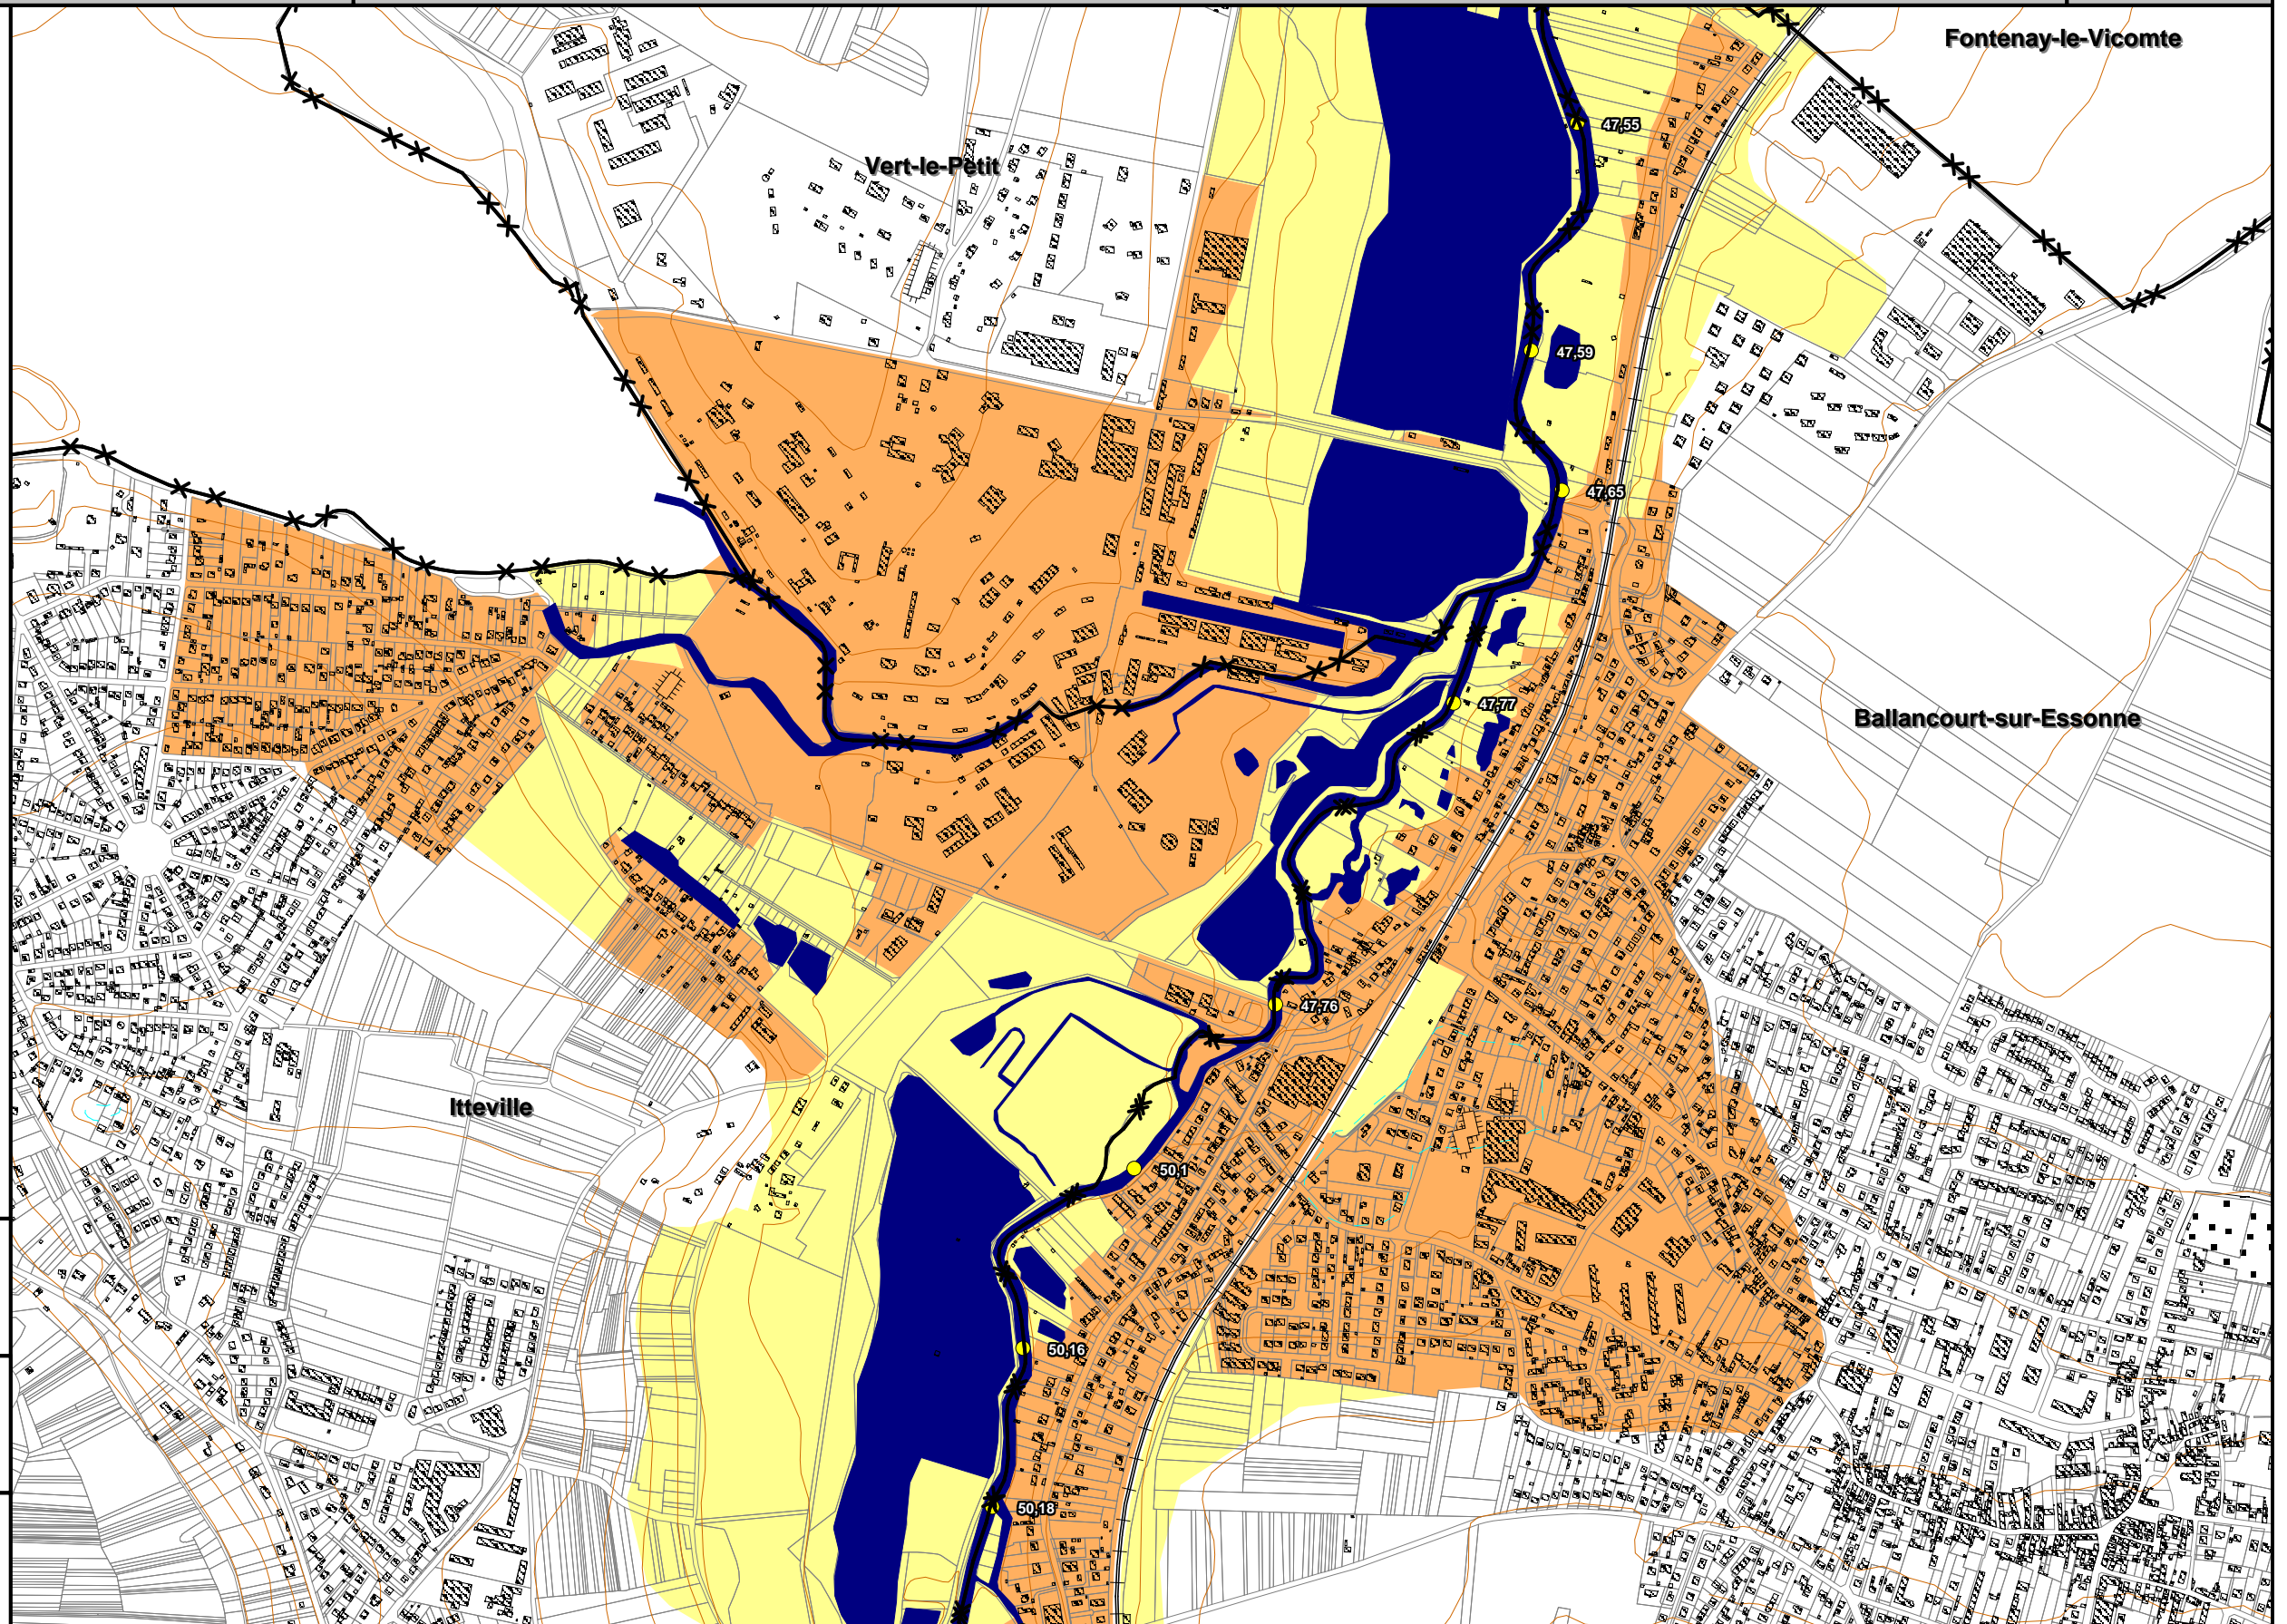 Fontenay-le-Vicomte
47,55
Vert-le-Petit
47,59
47,65
47,77
Ballancourt-sur-Essonne
47,76
Itteville
50,1
50,16
50,18